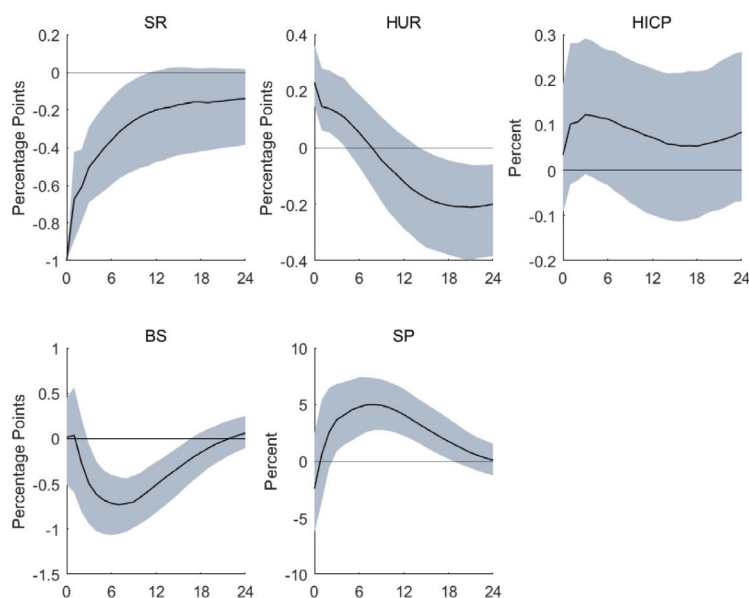 SR
HUR
HICP
Percentage Points
0.2
0
-0.2
-0.4
-0.6
-0.8
-1
0 6 12 18 24
Percentage Points
0.4
0.2
0
-0.2
-0.4
0 6 12 18 24
Percent
0.3
0.2
0.1
0
-0.1
-0.2
0 6 12 18 24
BS
SP
Percentage Points
1
0.5
0
-0.5
-1
-1.5
0 6 12 18 24
Percent
10
5
0
-5
-10
0 6 12 18 24